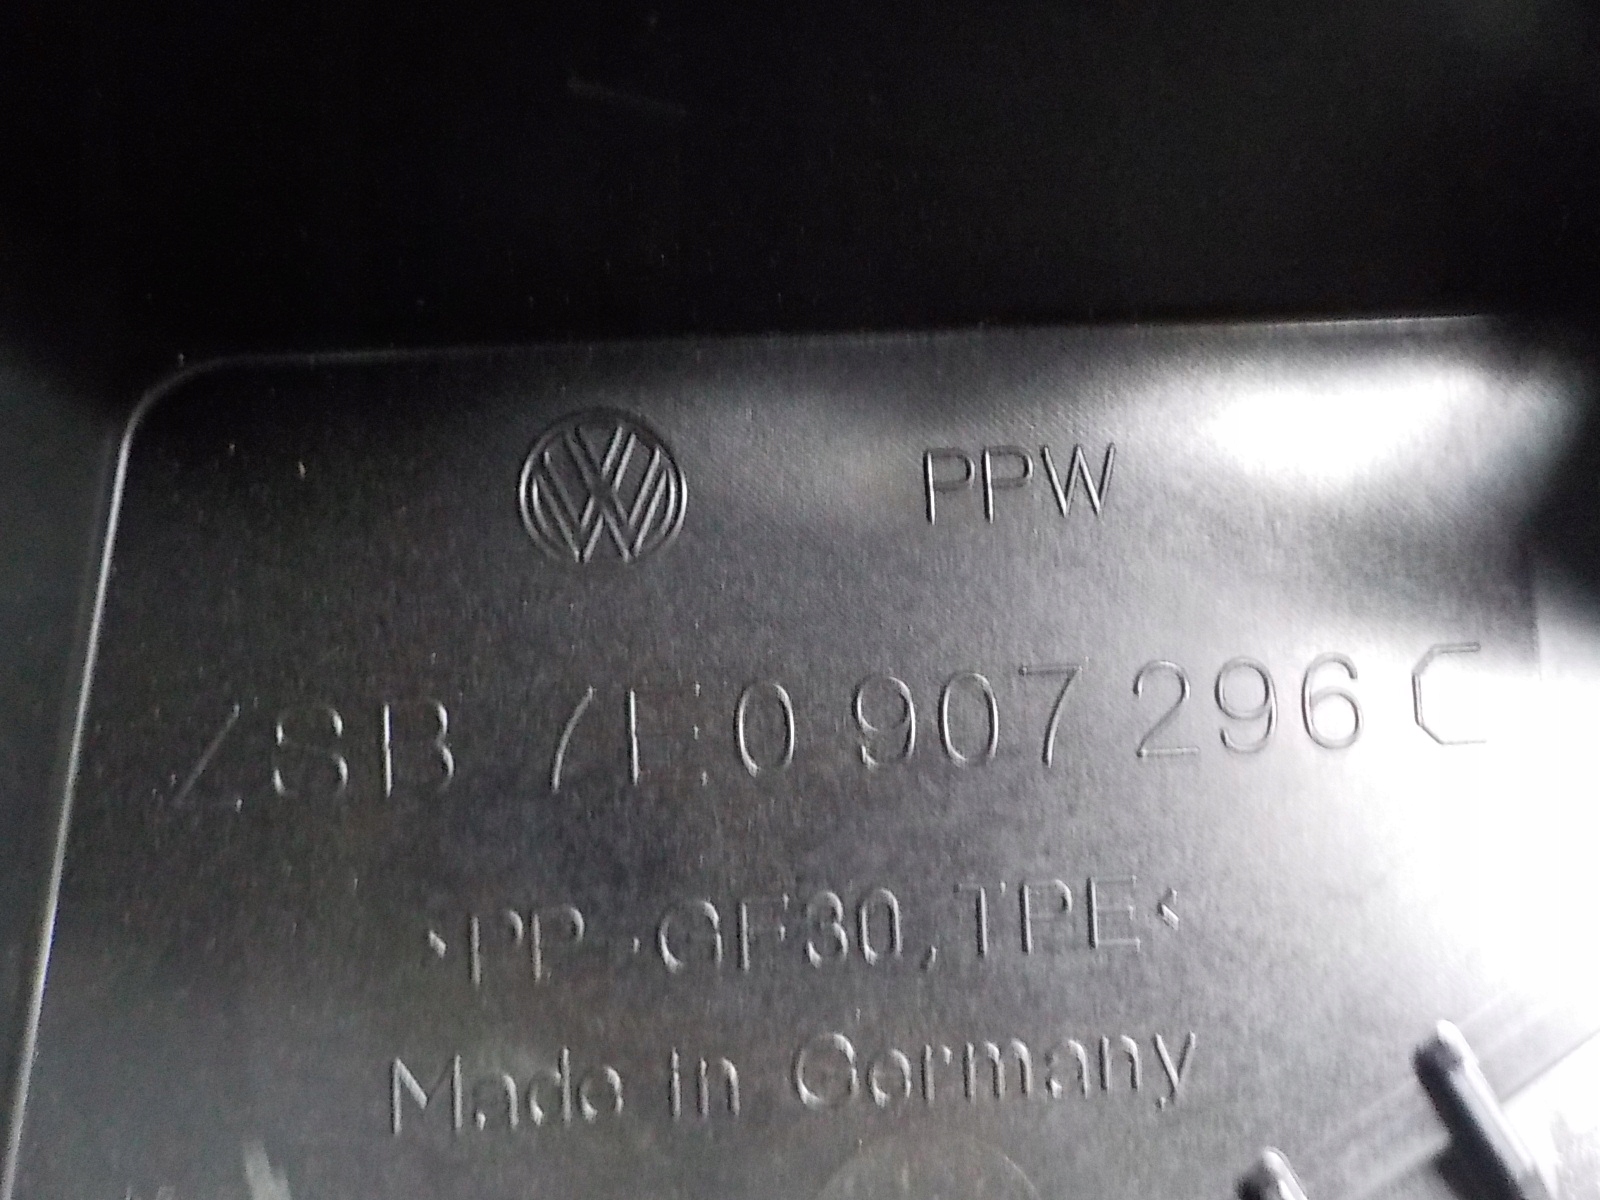 PPW
ZSB 7E0 907 296 C
>PP-GF30,TPE<
Made in Germany